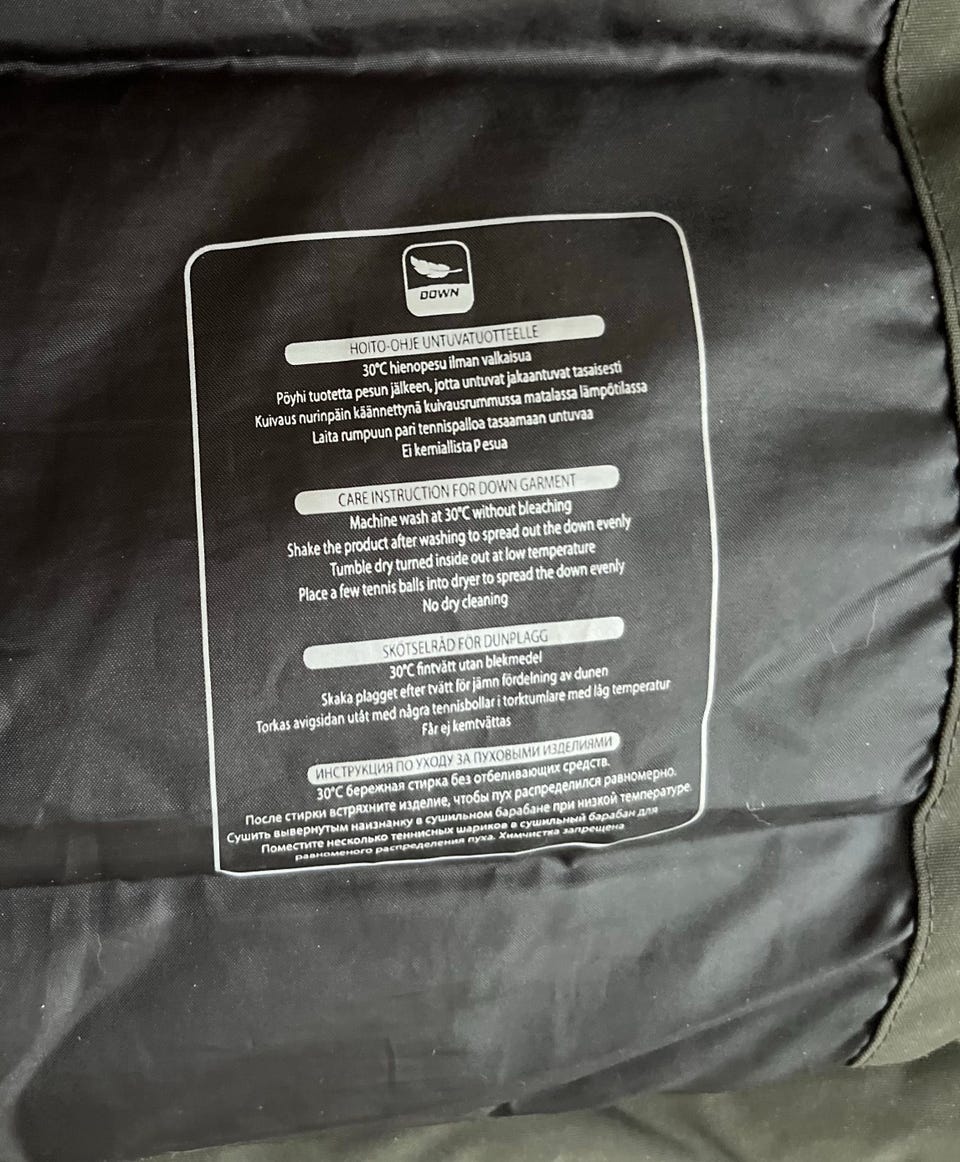 DOWN
HOITO-OHJE UNTUVATUOTTEELLE
30°C hienopesu ilman valkaisua
Pöyhi tuotetta pesun jälkeen, jotta untuvat jakaantuvat tasaisesti
Kuivaus nurinpäin käännettynä kuivausrummussa matalassa lämpötilassa
Laita rumpuun pari tennispalloa tasaamaan untuvaa
Ei kemiallista Pesua
CARE INSTRUCTION FOR DOWN GARMENT
Machine wash at 30°C without bleaching
Shake the product after washing to spread out the down evenly
Tumble dry turned inside out at low temperature
Place a few tennis balls into dryer to spread the down evenly
No dry cleaning
SKÖTSELRÅD FÖR DUNPLAGG
30°C fintvätt utan blekmedel
Skaka plagget efter tvätt för jämn fördelning av dunen
Torkas avigsidan utåt med några tennisbollar i torktumlare med låg temperatur
Får ej kemtvättas
ИНСТРУКЦИЯ ПО УХОДУ ЗА ПУХОВЫМИ ИЗДЕЛИЯМИ
30°C бережная стирка без отбеливающих средств.
После стирки встряхните изделие, чтобы пух распределился равномерно.
Сушить вывернутым наизнанку в сушильном барабане при низкой температуре.
Поместите несколько теннисных шариков в сушильный барабан для
равноменого распределения пуха. Химчистка запрещена